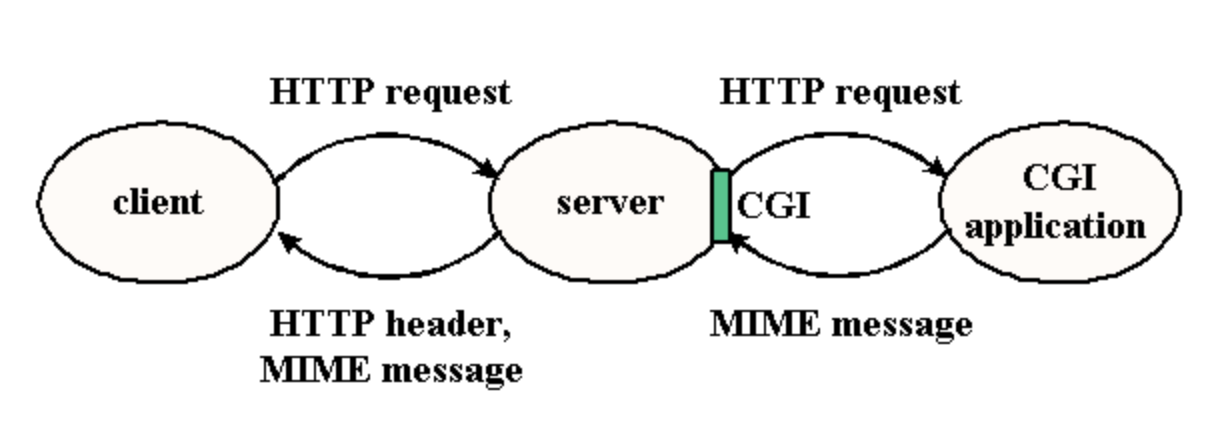 HTTP request
HTTP request
client
server
CGI
CGI
application
HTTP header,
MIME message
MIME message